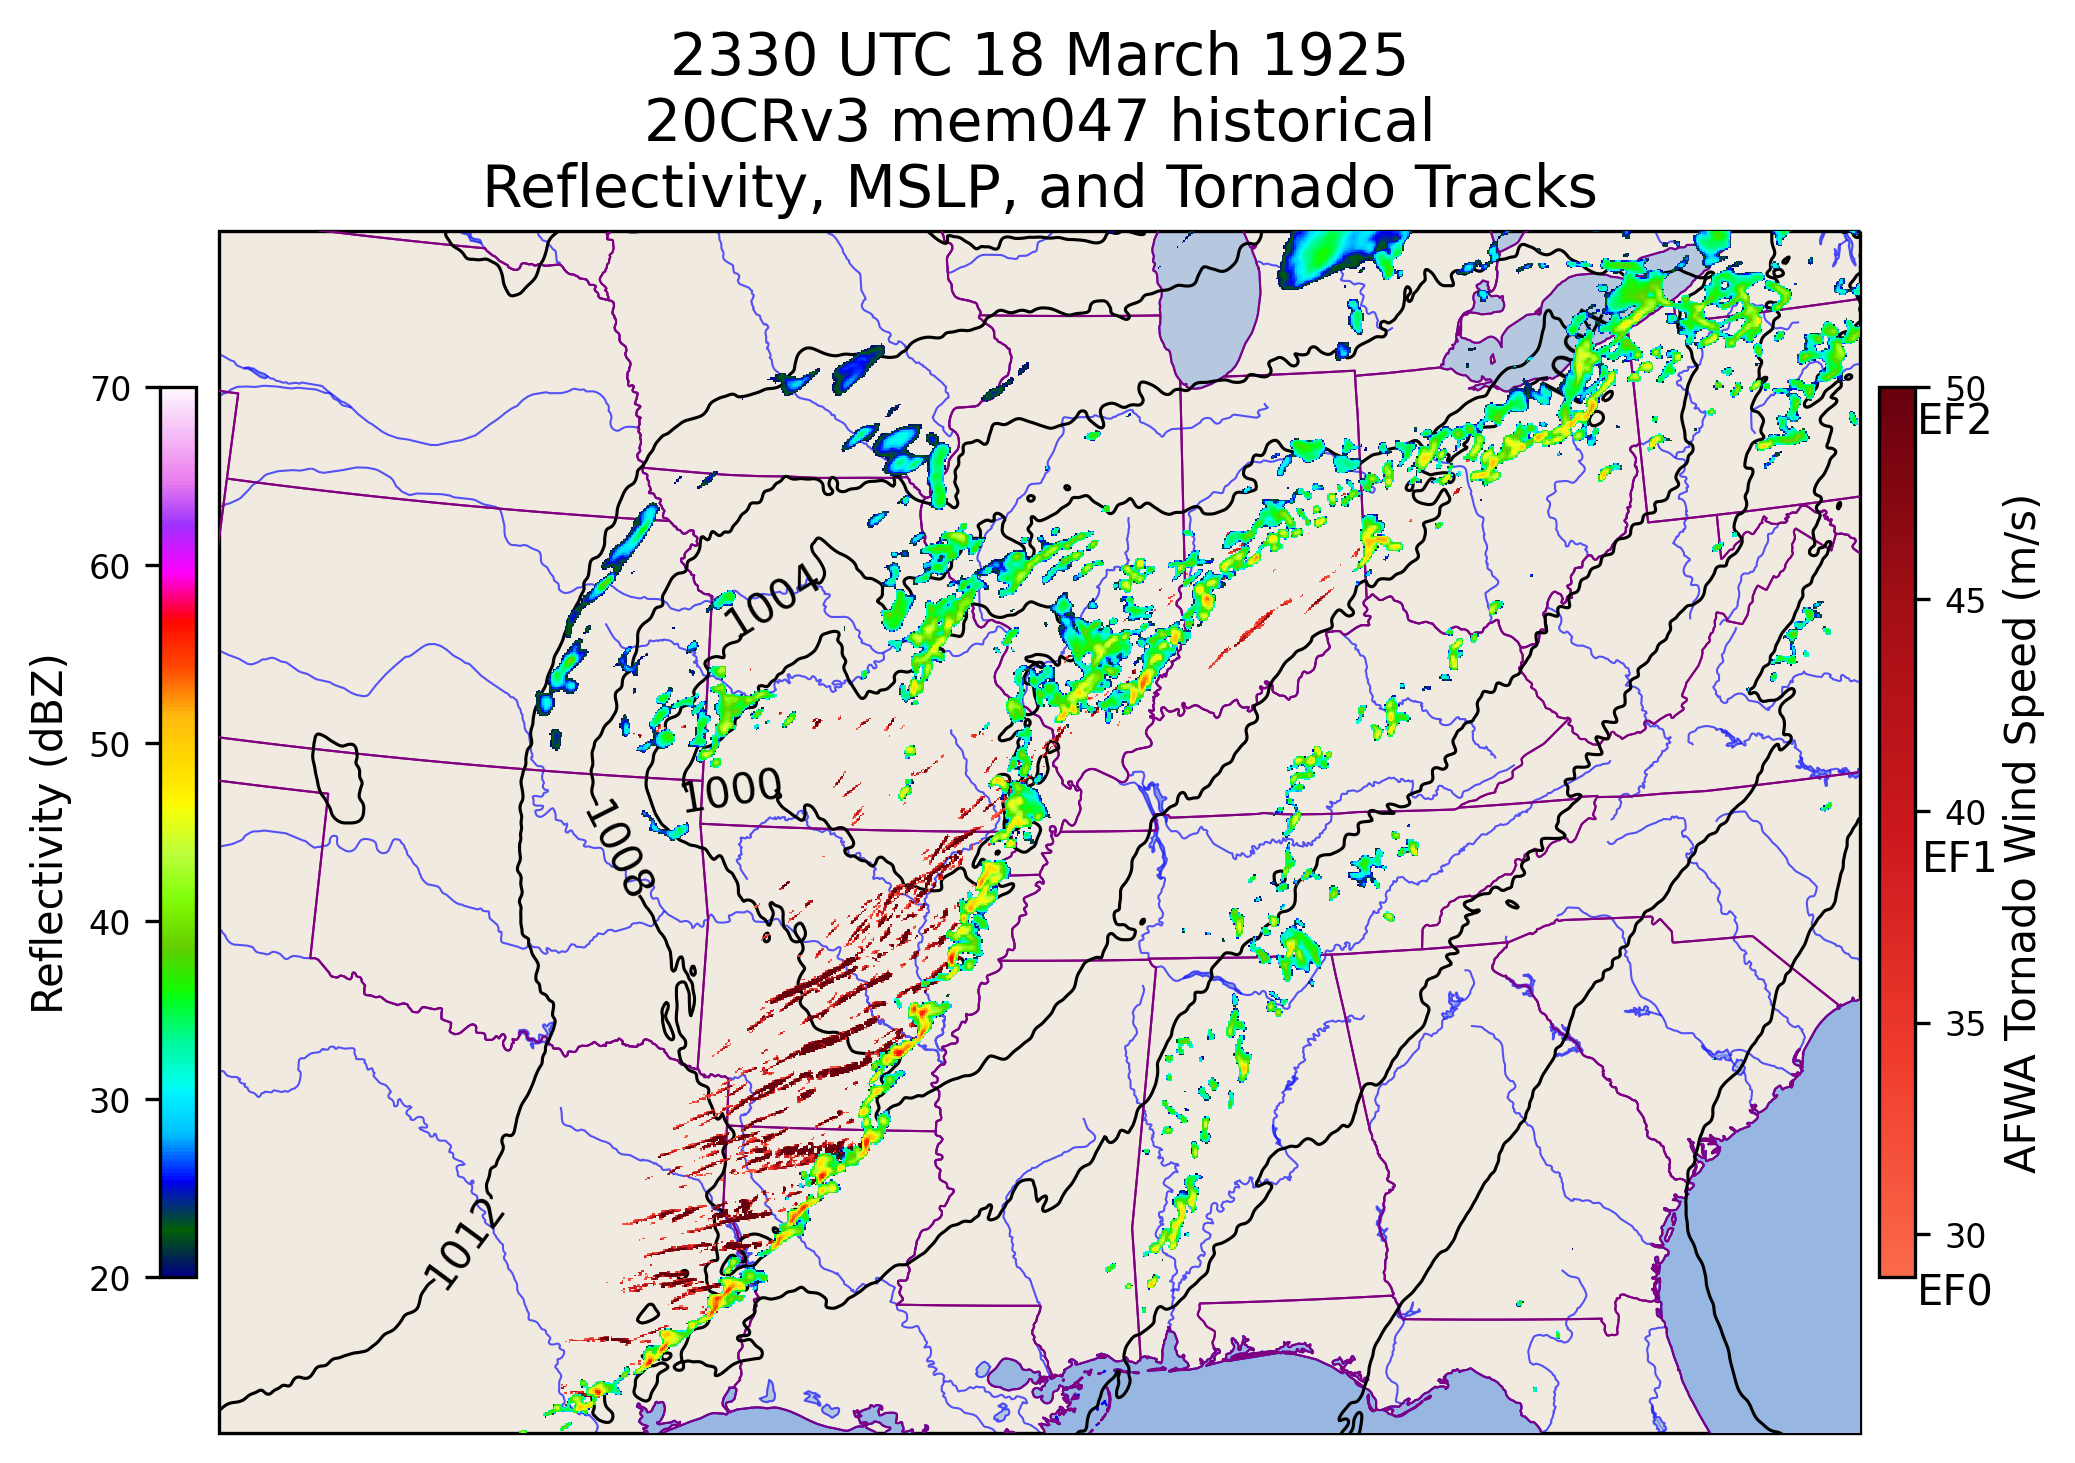 2330 UTC 18 March 1925
20CRv3 mem047 historical
Reflectivity, MSLP, and Tornado Tracks
70
60
50
40
30
20
Reflectivity (dBZ)
1004
1000
1008
1012
50
EF2
45
40
EF1
35
30
EF0
AFWA Tornado Wind Speed (m/s)